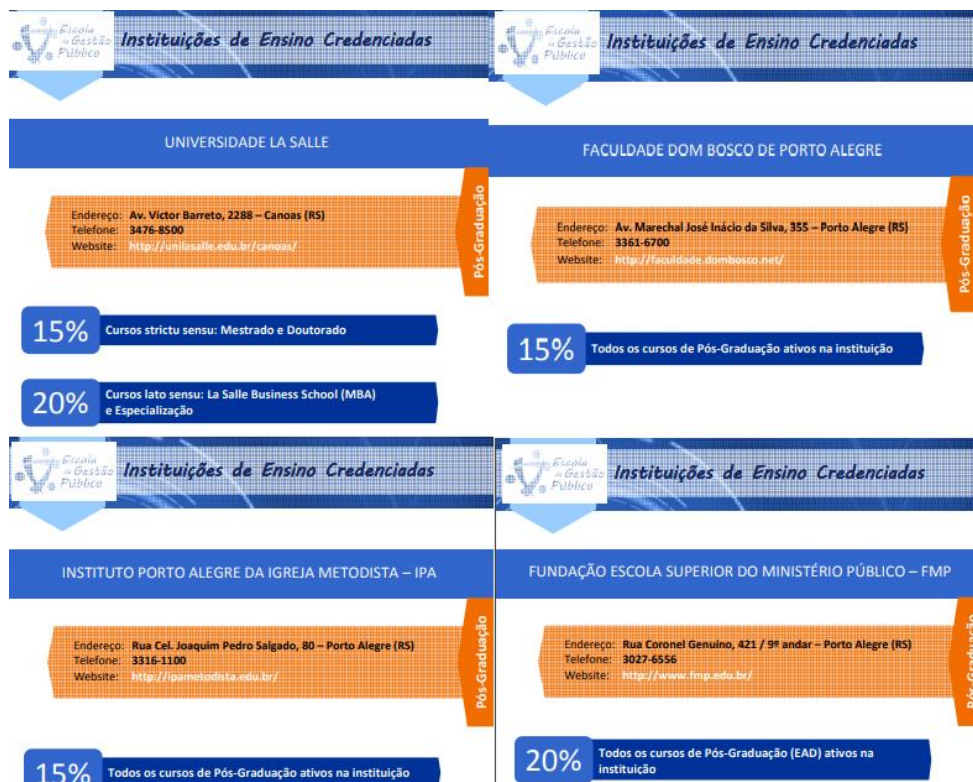 Escola
de Gestão
Público
Instituições de Ensino Credenciadas
UNIVERSIDADE LA SALLE
Pós-Graduação
Endereço: Av. Victor Barreto, 2288 – Canoas (RS)
Telefone: 3476-8500
Website: http://unilasalle.edu.br/canoas/
15% Cursos strictu sensu: Mestrado e Doutorado
20% Cursos lato sensu: La Salle Business School (MBA)
e Especialização
Escola
de Gestão
Público
Instituições de Ensino Credenciadas
FACULDADE DOM BOSCO DE PORTO ALEGRE
Pós-Graduação
Endereço: Av. Marechal José Inácio da Silva, 355 – Porto Alegre (RS)
Telefone: 3361-6700
Website: http://faculdade.dombosco.net/
15% Todos os cursos de Pós-Graduação ativos na instituição
Escola
de Gestão
Público
Instituições de Ensino Credenciadas
INSTITUTO PORTO ALEGRE DA IGREJA METODISTA – IPA
Pós-Graduação
Endereço: Rua Cel. Joaquim Pedro Salgado, 80 – Porto Alegre (RS)
Telefone: 3316-1100
Website: http://ipametodista.edu.br/
15% Todos os cursos de Pós-Graduação ativos na instituição
Escola
de Gestão
Público
Instituições de Ensino Credenciadas
FUNDAÇÃO ESCOLA SUPERIOR DO MINISTÉRIO PÚBLICO – FMP
Pós-Graduação
Endereço: Rua Coronel Genuíno, 421 / 9º andar – Porto Alegre (RS)
Telefone: 3027-6556
Website: http://www.fmp.edu.br/
20% Todos os cursos de Pós-Graduação (EAD) ativos na
instituição